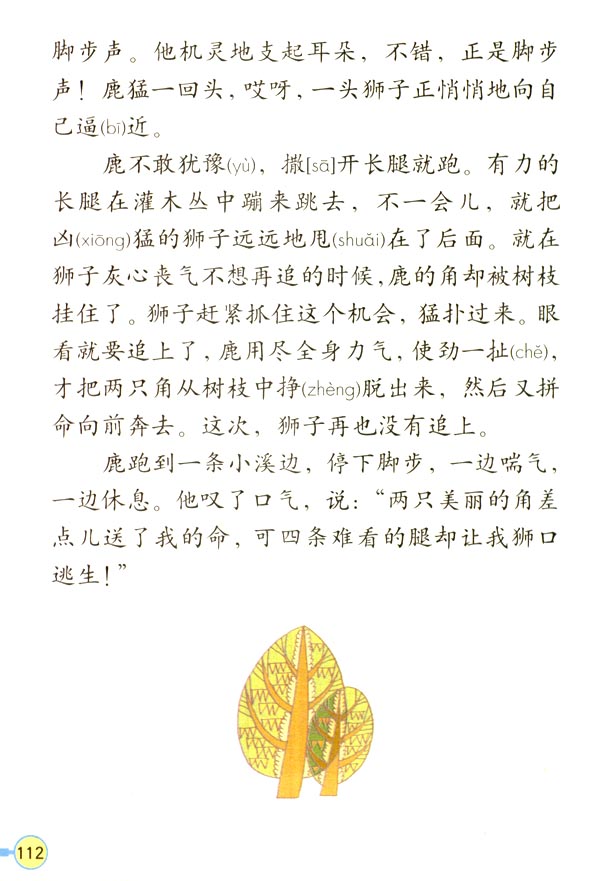 脚步声。他机灵地支起耳朵，不错，正是脚步
声！鹿猛一回头，哎呀，一头狮子正悄悄地向自
己逼(bī)近。
鹿不敢犹豫(yù)，撒[sā]开长腿就跑。有力的
长腿在灌木丛中蹦来跳去，不一会儿，就把
凶(xiōng)猛的狮子远远地甩(shuǎi)在了后面。就在
狮子灰心丧气不想再追的时候，鹿的角却被树枝
挂住了。狮子赶紧抓住这个机会，猛扑过来。眼
看就要追上了，鹿用尽全身力气，使劲一扯(chě)，
才把两只角从树枝中挣(zhèng)脱出来，然后又拼
命向前奔去。这次，狮子再也没有追上。
鹿跑到一条小溪边，停下脚步，一边喘气，
一边休息。他叹了口气，说：“两只美丽的角差
点儿送了我的命，可四条难看的腿却让我狮口
逃生！”
112